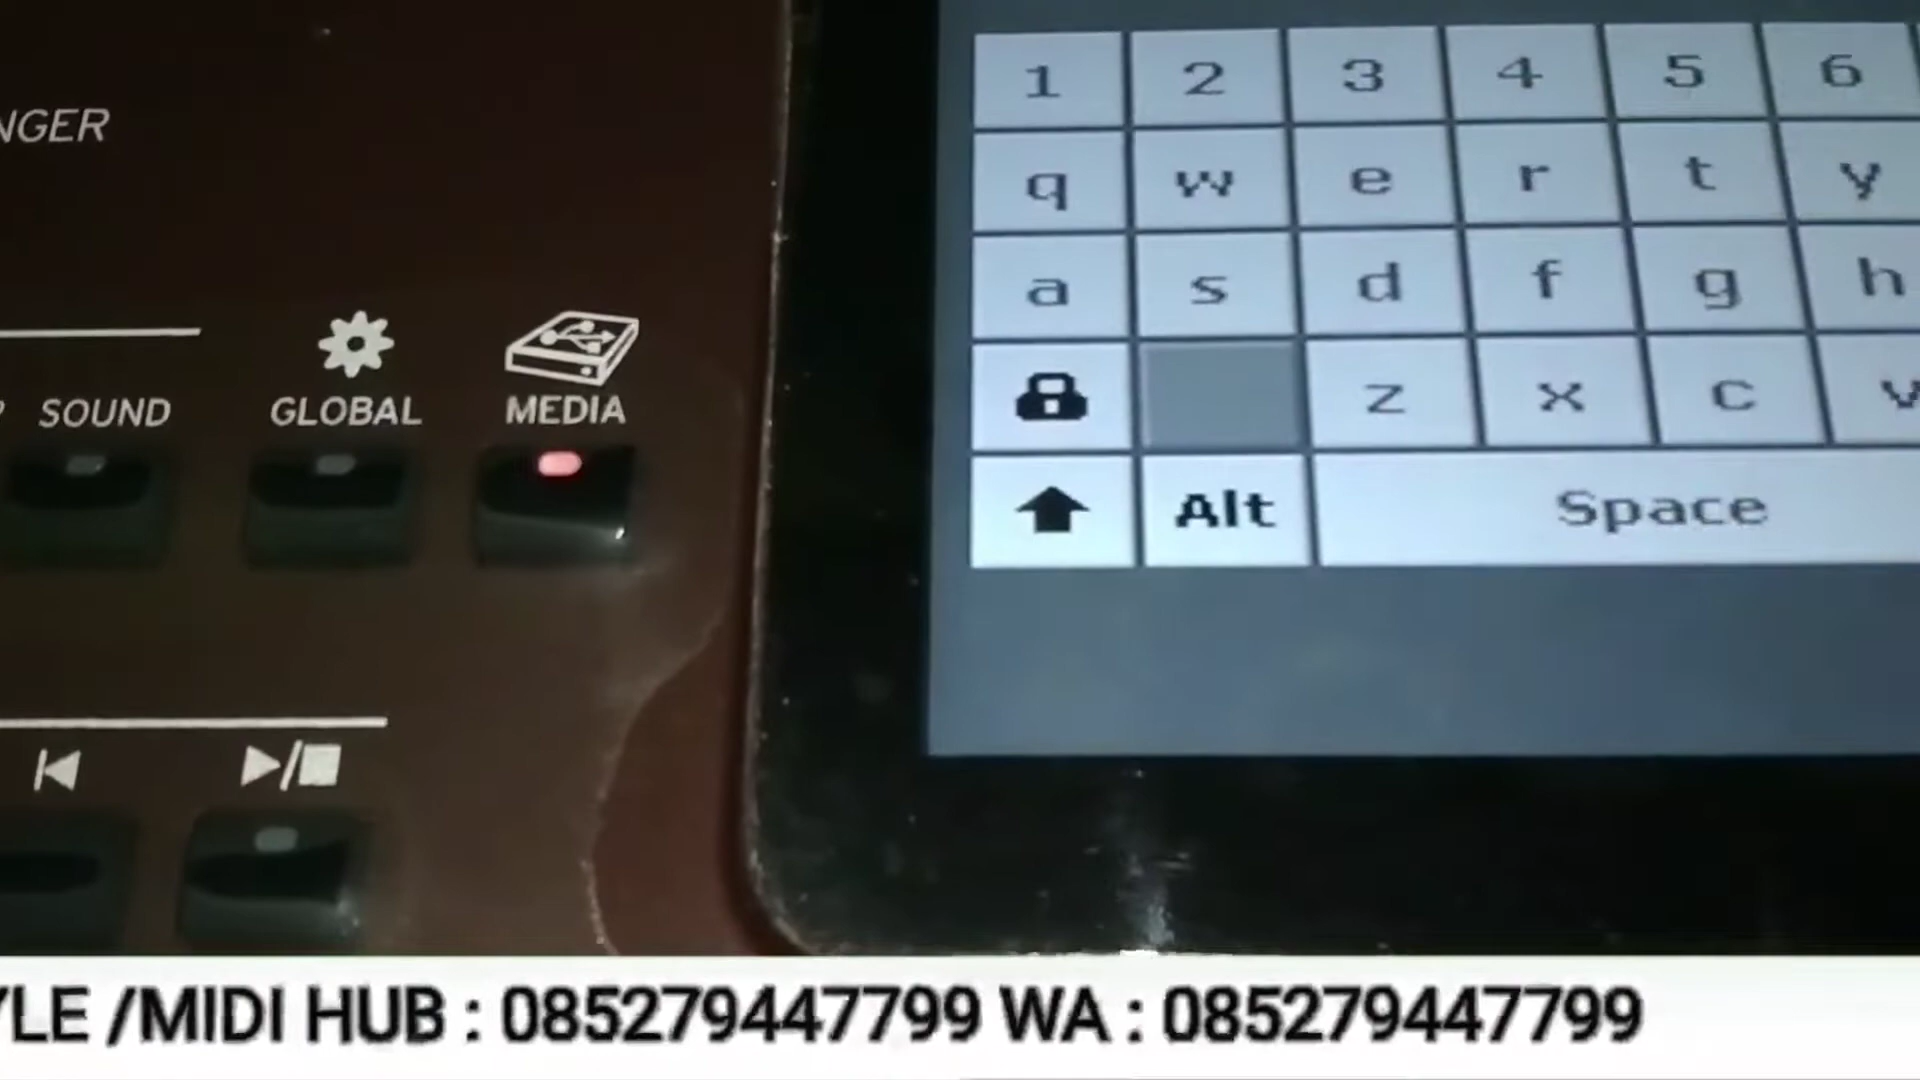 NGER
SOUND
GLOBAL
MEDIA
1 2 3 4 5 6
q w e r t y
a s d f g h
z x c v
Alt Space
YLE /MIDI HUB : 085279447799 WA : 085279447799